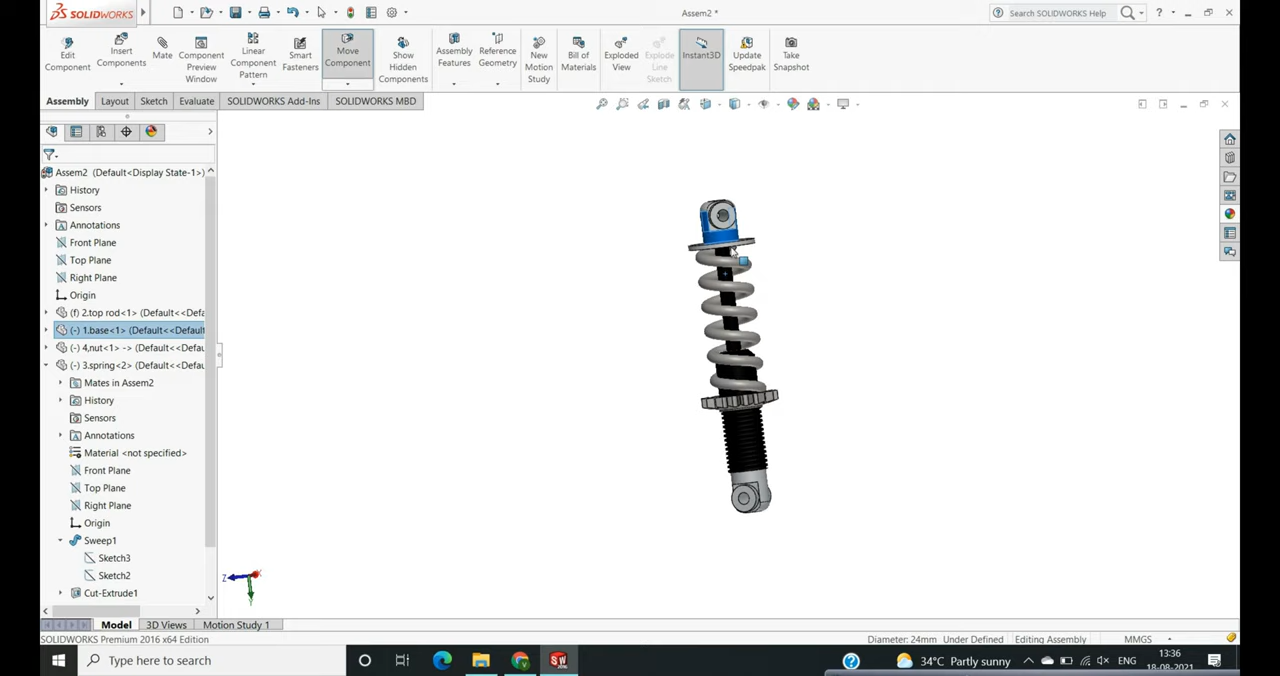 SOLIDWORKS
Assem2 *
Search SOLIDWORKS Help
?
Edit Component
Insert Components
Mate
Component Preview Window
Linear Component Pattern
Smart Fasteners
Move Component
Show Hidden Components
Assembly Features
Reference Geometry
New Motion Study
Bill of Materials
Exploded View
Explode Line Sketch
Instant3D
Update Speedpak
Take Snapshot
Assembly
Layout
Sketch
Evaluate
SOLIDWORKS Add-Ins
SOLIDWORKS MBD
Assem2 (Default<Display State-1>)
History
Sensors
Annotations
Front Plane
Top Plane
Right Plane
Origin
(f) 2.top rod<1> (Default<<Defa
(-) 1.base<1> (Default<<Default
(-) 4,nut<1> -> (Default<<Defau
(-) 3.spring<2> (Default<<Defau
Mates in Assem2
History
Sensors
Annotations
Material <not specified>
Front Plane
Top Plane
Right Plane
Origin
Sweep1
Sketch3
Sketch2
Cut-Extrude1
Z
Y
Model
3D Views
Motion Study 1
SOLIDWORKS Premium 2016 x64 Edition
Diameter: 24mm Under Defined
Editing Assembly
MMGS
Type here to search
34°C Partly sunny
ENG
13:36
18-08-2021